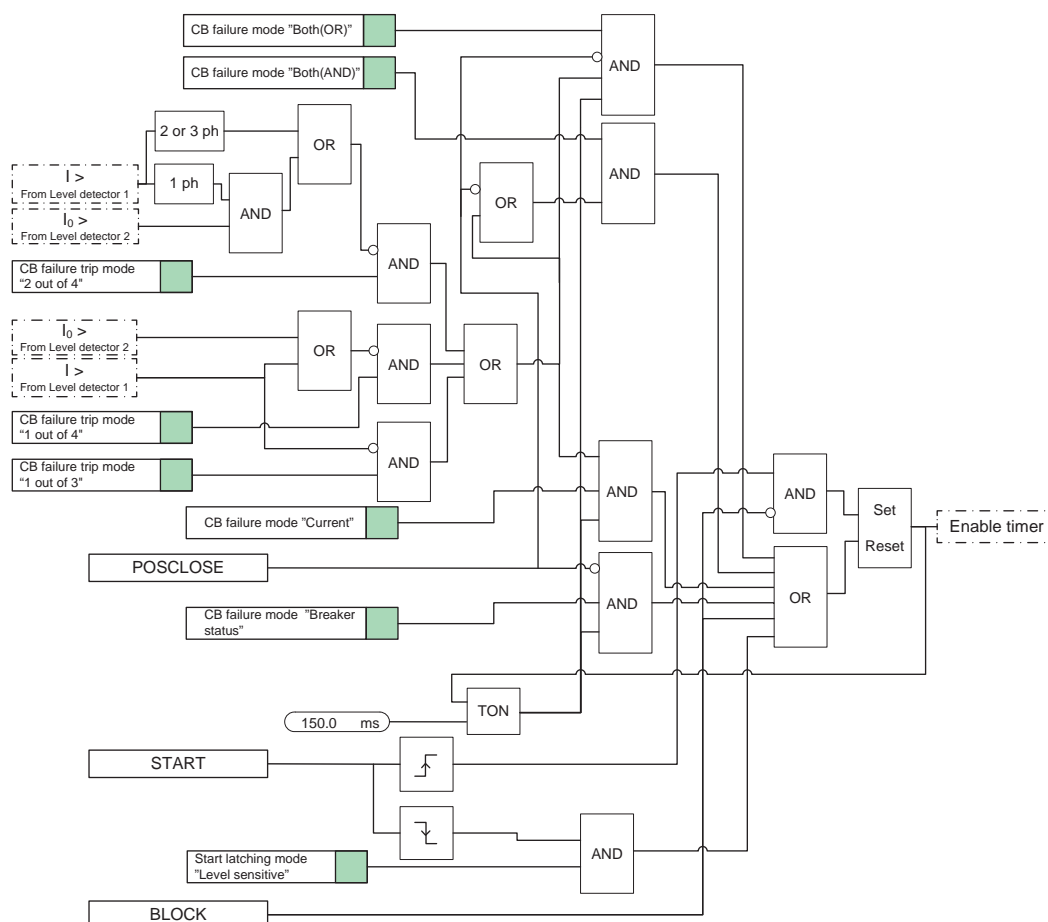 CB failure mode ”Both(OR)”
AND
CB failure mode ”Both(AND)”
2 or 3 ph
OR
I >
From Level detector 1
1 ph
AND
AND
OR
I0 >
From Level detector 2
AND
CB failure trip mode
“2 out of 4”
I0 >
From Level detector 2
OR
AND
OR
I >
From Level detector 1
CB failure trip mode
“1 out of 4”
AND
CB failure trip mode
“1 out of 3”
AND
AND
CB failure mode ”Current”
Set
Reset
Enable timer
POSCLOSE
AND
OR
CB failure mode ”Breaker
status”
TON
150.0 ms
START
AND
Start latching mode
”Level sensitive”
BLOCK